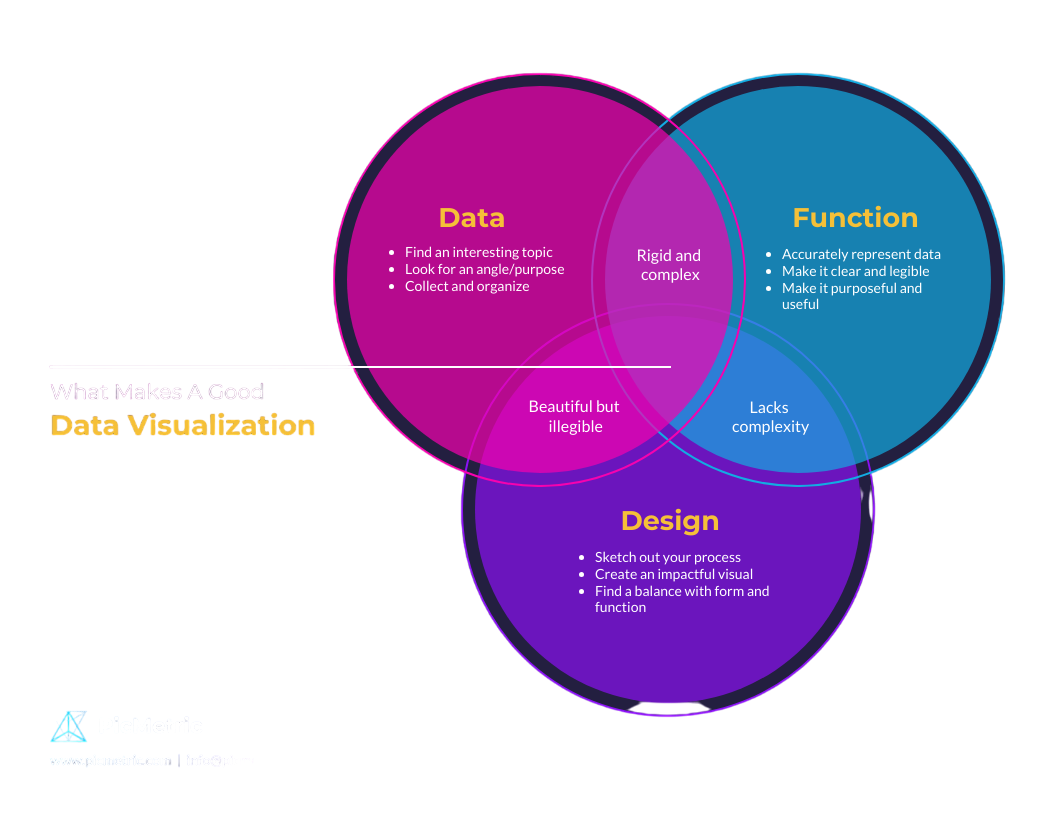 Data
• Find an interesting topic
• Look for an angle/purpose
• Collect and organize
Rigid and
complex
Function
• Accurately represent data
• Make it clear and legible
• Make it purposeful and
useful
What Makes A Good
Data Visualization
Beautiful but
illegible
Lacks
complexity
Design
• Sketch out your process
• Create an impactful visual
• Find a balance with form and
function